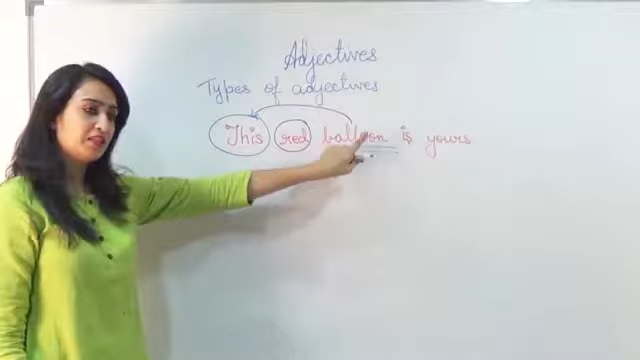 Adjectives
Types of adjectives
This red balloon is yours